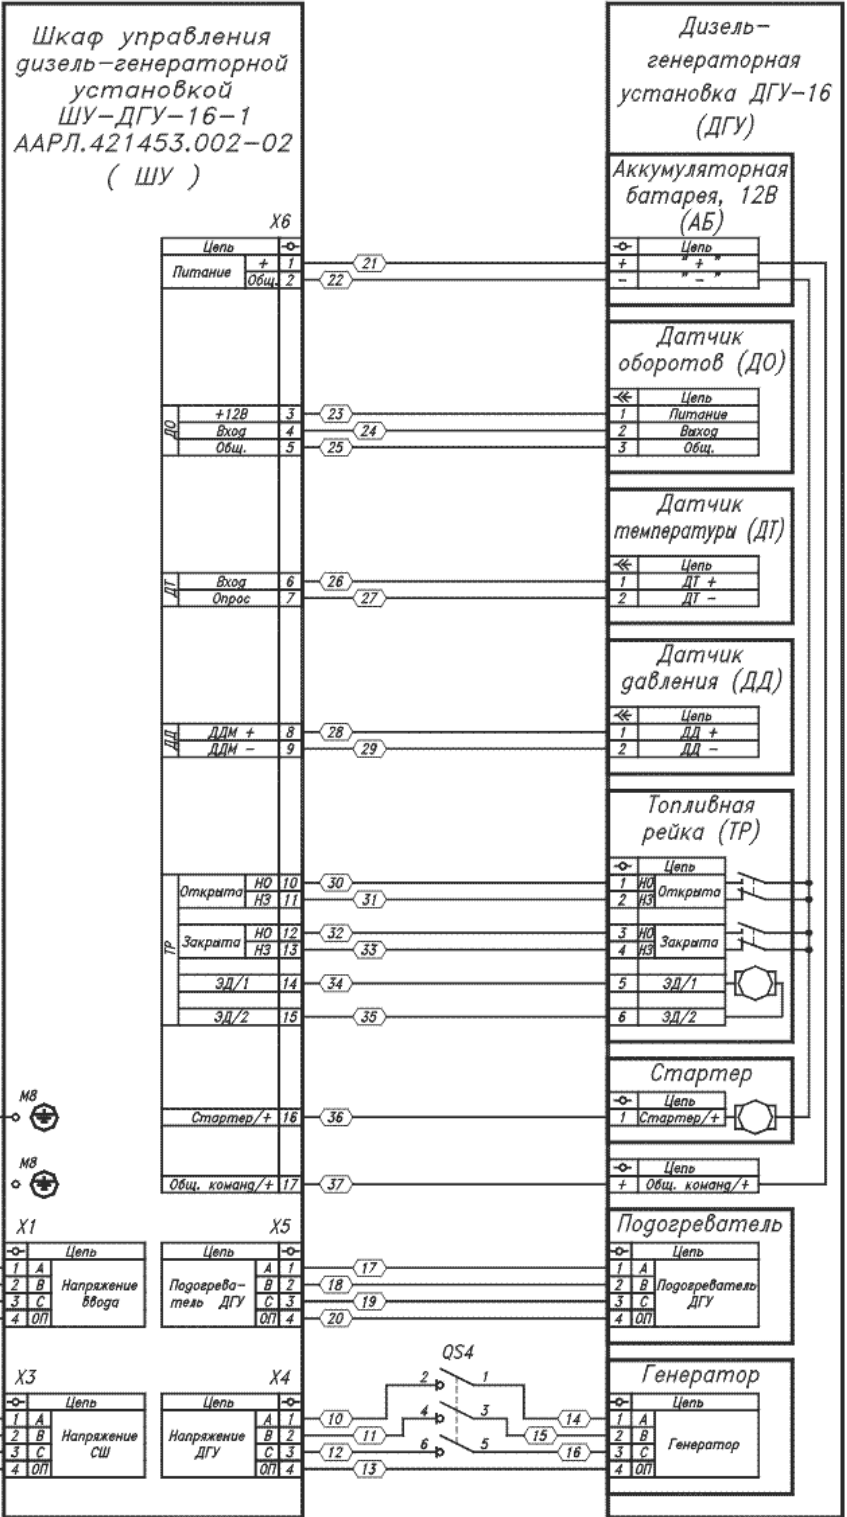 Шкаф управления
дизель-генераторной
установкой
ШУ-ДГУ-16-1
ААРЛ.421453.002-02
( ШУ )
Дизель-
генераторная
установка ДГУ-16
(ДГУ)
Аккумуляторная
батарея, 12В
(АБ)
X6
Цепь
Питание + 1 21
Общ. 2 22
Цепь
+ "+"
- "-"
Датчик
оборотов (ДО)
ДО
+12В 3 23
Вход 4 24
Общ. 5 25
Цепь
1 Питание
2 Выход
3 Общ.
Датчик
температуры (ДТ)
ДТ
Вход 6 26
Опрос 7 27
Цепь
1 ДТ +
2 ДТ -
Датчик
давления (ДД)
ДД
ДДМ + 8 28
ДДМ - 9 29
Цепь
1 ДД +
2 ДД -
Топливная
рейка (ТР)
ТР
Открыта НО 10 30
НЗ 11 31
Закрыта НО 12 32
НЗ 13 33
ЭД/1 14 34
ЭД/2 15 35
Цепь
1 НО Открыта
2 НЗ
3 НО Закрыта
4 НЗ
5 ЭД/1
6 ЭД/2
Стартер
М8
Стартер/+ 16 36
Цепь
1 Стартер/+
М8
Общ. команд/+ 17 37
Цепь
+ Общ. команд/+
X1
Цепь
1 А Напряжение
2 В ввода
3 С
4 ОП
X5
Цепь
Подогрева- А 1 17
тель ДГУ В 2 18
С 3 19
ОП 4 20
Подогреватель
Цепь
1 А
2 В Подогреватель
3 С ДГУ
4 ОП
X3
Цепь
1 А
2 В Напряжение
3 С СШ
4 ОП
X4
Цепь
А 1 10
Напряжение В 2 11
ДГУ С 3 12
ОП 4 13
QS4
2 1
4 3
6 5
14
15
16
Генератор
Цепь
1 А
2 В Генератор
3 С
4 ОП